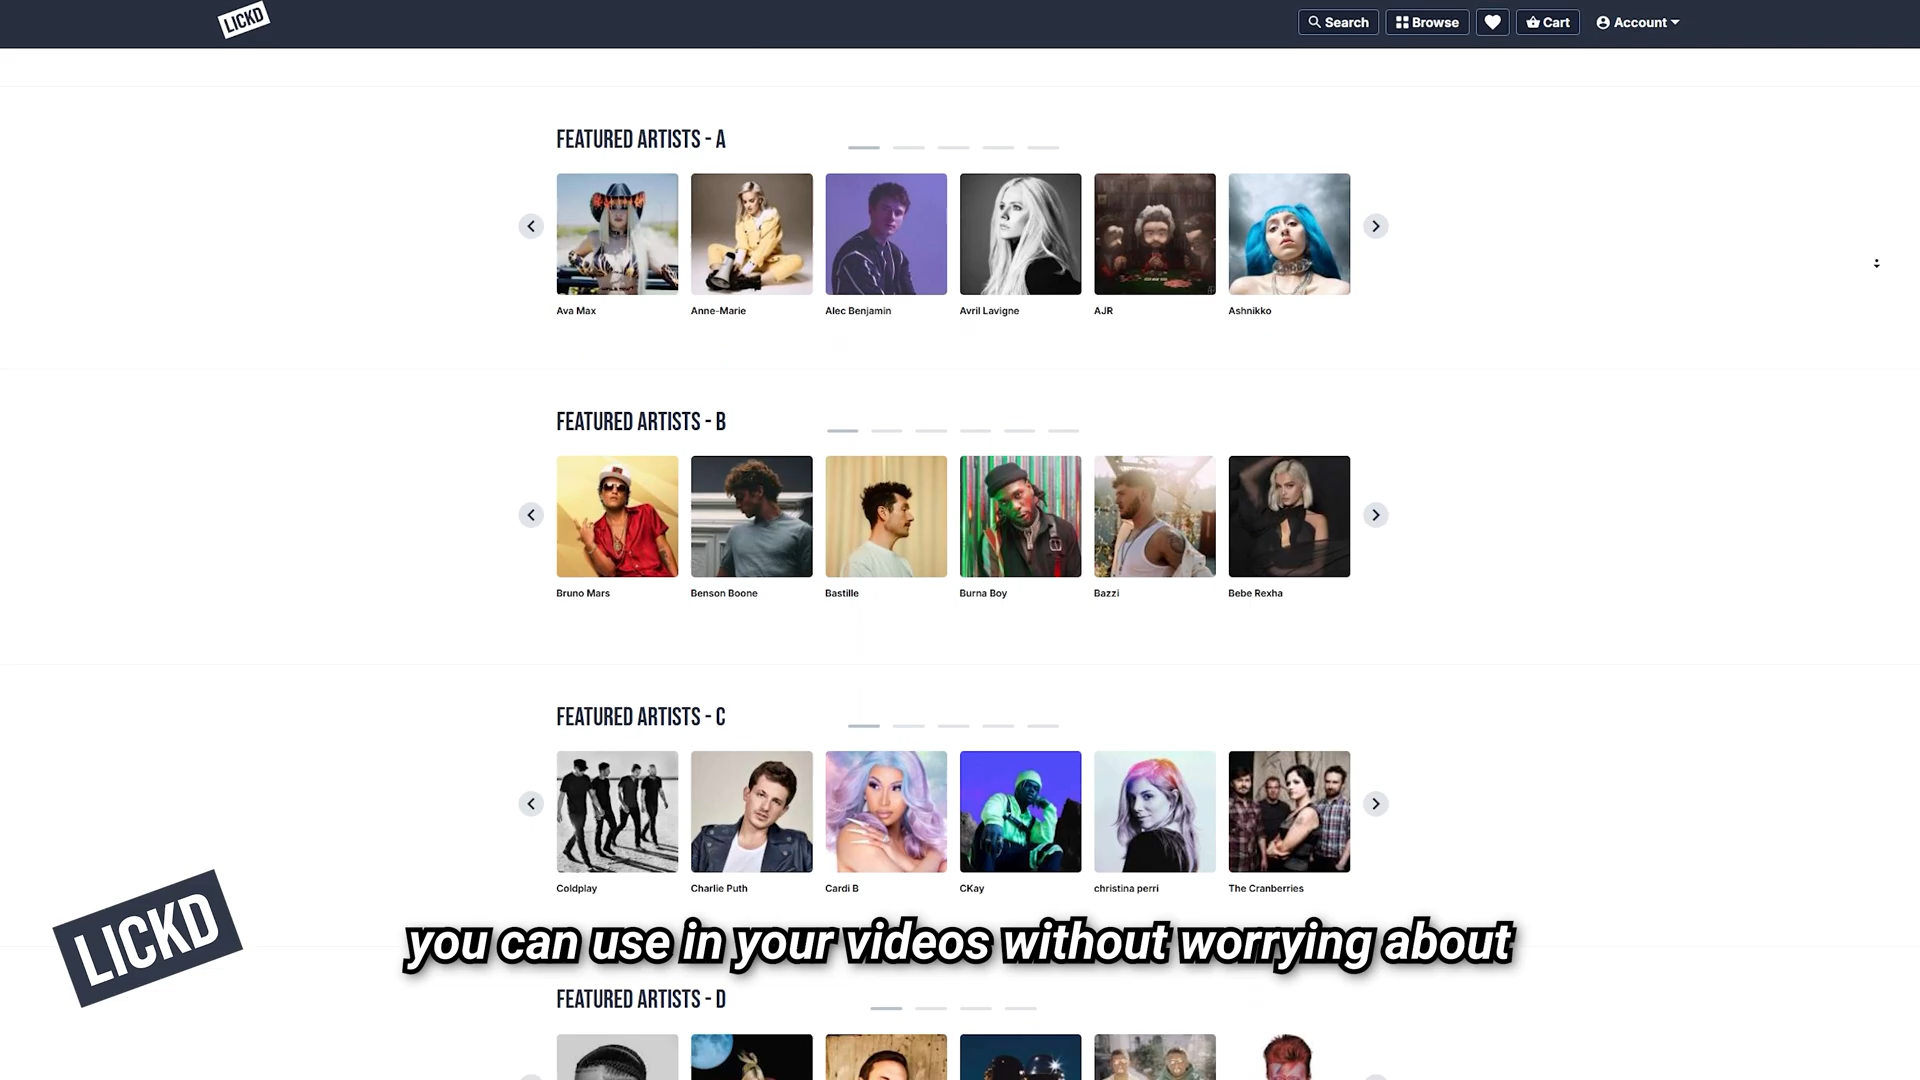 LICKD
Search
Browse
Cart
Account
FEATURED ARTISTS - A
Ava Max
Anne-Marie
Alec Benjamin
Avril Lavigne
AJR
Ashnikko
FEATURED ARTISTS - B
Bruno Mars
Benson Boone
Bastille
Burna Boy
Bazzi
Bebe Rexha
FEATURED ARTISTS - C
Coldplay
Charlie Puth
Cardi B
CKay
christina perri
The Cranberries
LICKD
you can use in your videos without worrying about
FEATURED ARTISTS - D